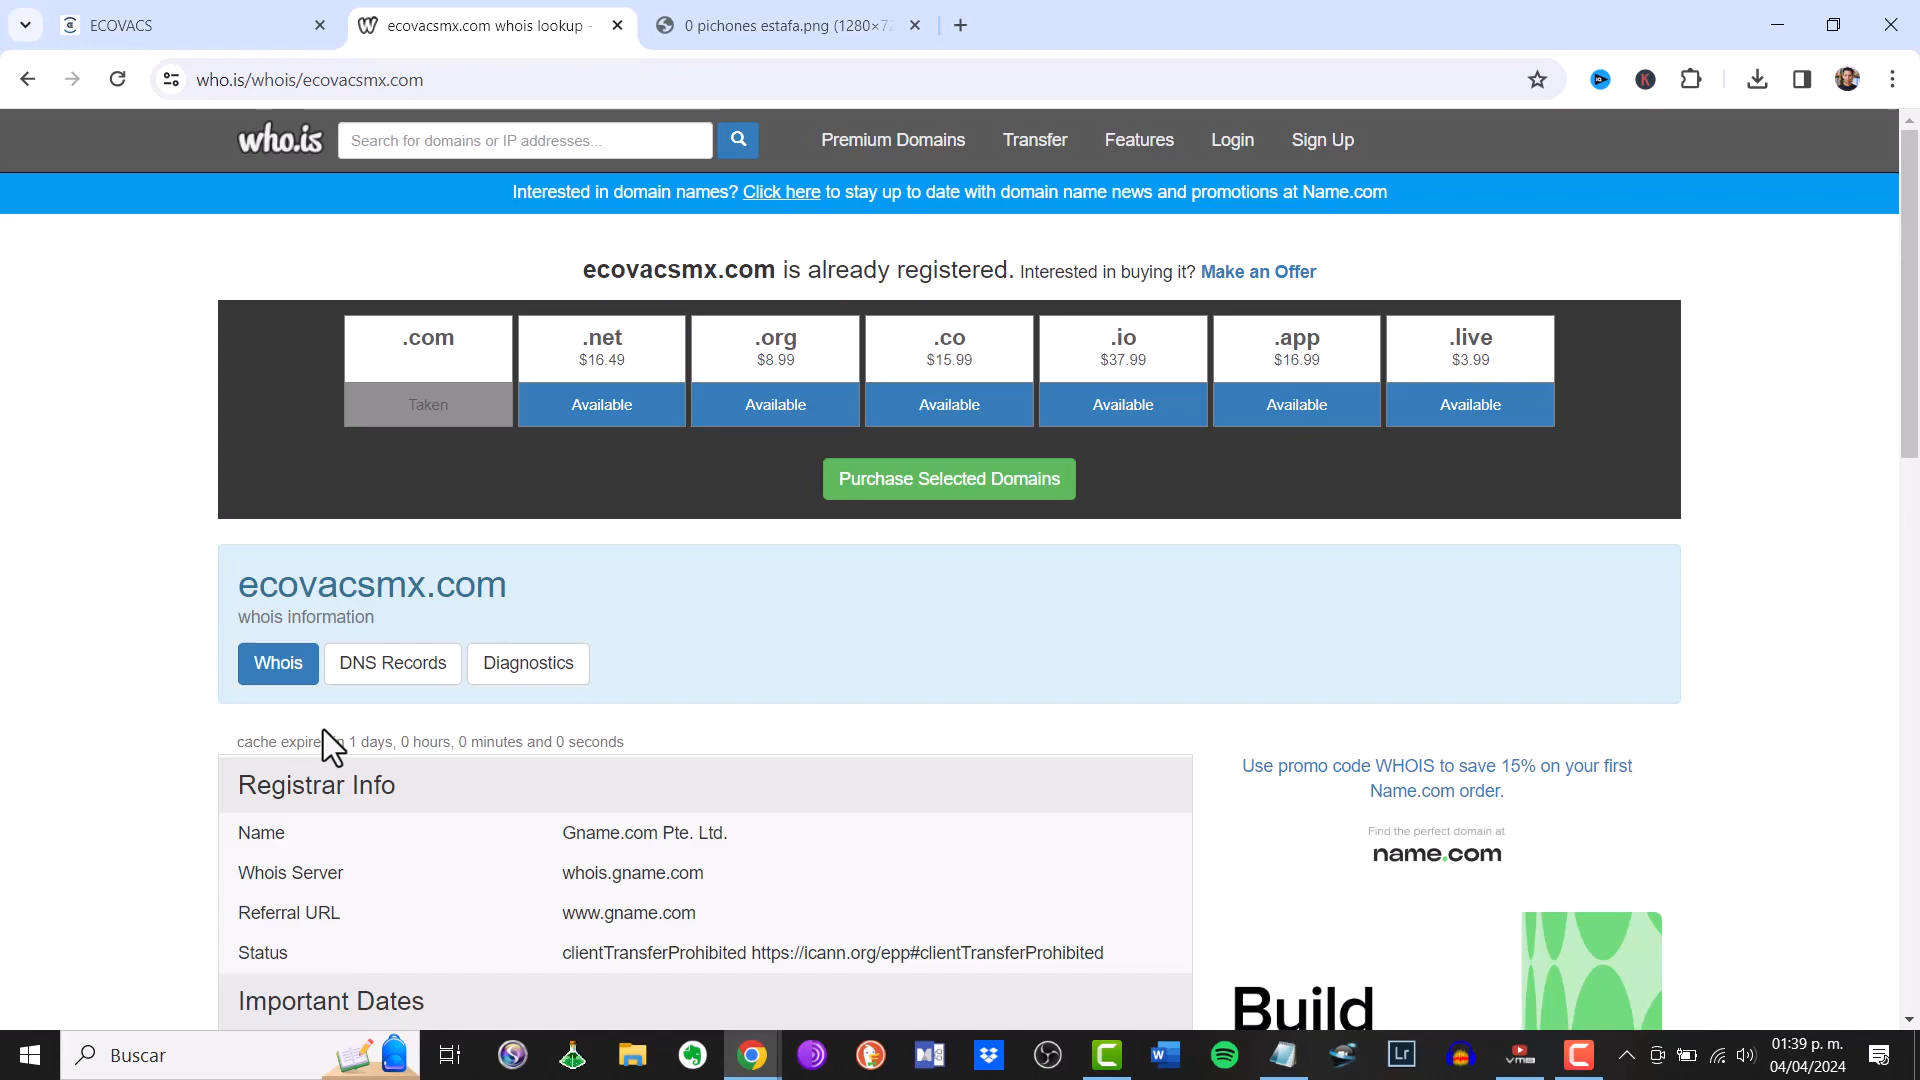 ECOVACS
ecovacsmx.com whois lookup -
0 pichones estafa.png (1280×72
who.is/whois/ecovacsmx.com
who.is
Search for domains or IP addresses...
Premium Domains
Transfer
Features
Login
Sign Up
Interested in domain names? Click here to stay up to date with domain name news and promotions at Name.com
ecovacsmx.com is already registered. Interested in buying it? Make an Offer
.com
.net
.org
.co
.io
.app
.live
$16.49
$8.99
$15.99
$37.99
$16.99
$3.99
Taken
Available
Available
Available
Available
Available
Available
Purchase Selected Domains
ecovacsmx.com
whois information
Whois
DNS Records
Diagnostics
cache expire 1 days, 0 hours, 0 minutes and 0 seconds
Registrar Info
Name
Gname.com Pte. Ltd.
Whois Server
whois.gname.com
Referral URL
www.gname.com
Status
clientTransferProhibited https://icann.org/epp#clientTransferProhibited
Important Dates
Use promo code WHOIS to save 15% on your first
Name.com order.
Find the perfect domain at
name.com
Build
Buscar
01:39 p. m.
04/04/2024